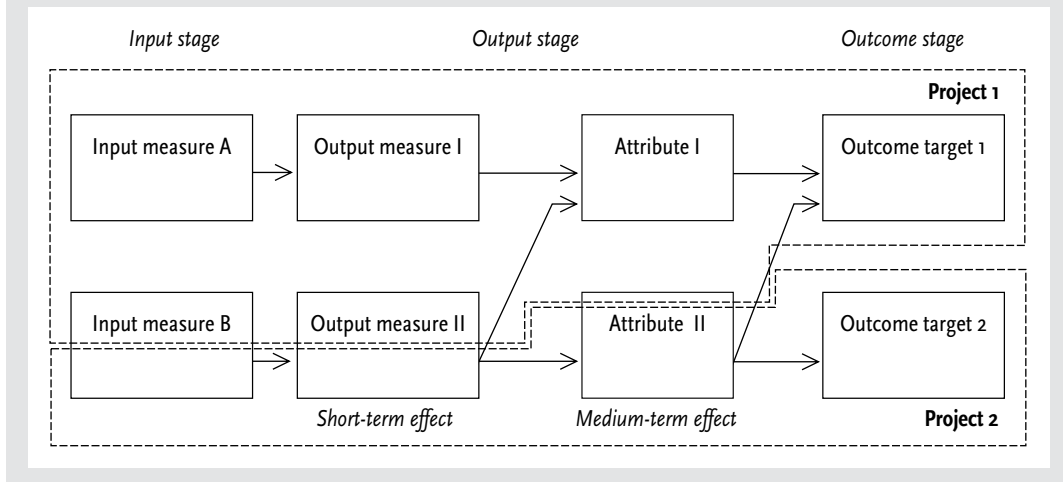 Input stage
Output stage
Outcome stage
Project 1
Input measure A
Output measure I
Attribute I
Outcome target 1
Input measure B
Output measure II
Attribute II
Outcome target 2
Short-term effect
Medium-term effect
Project 2